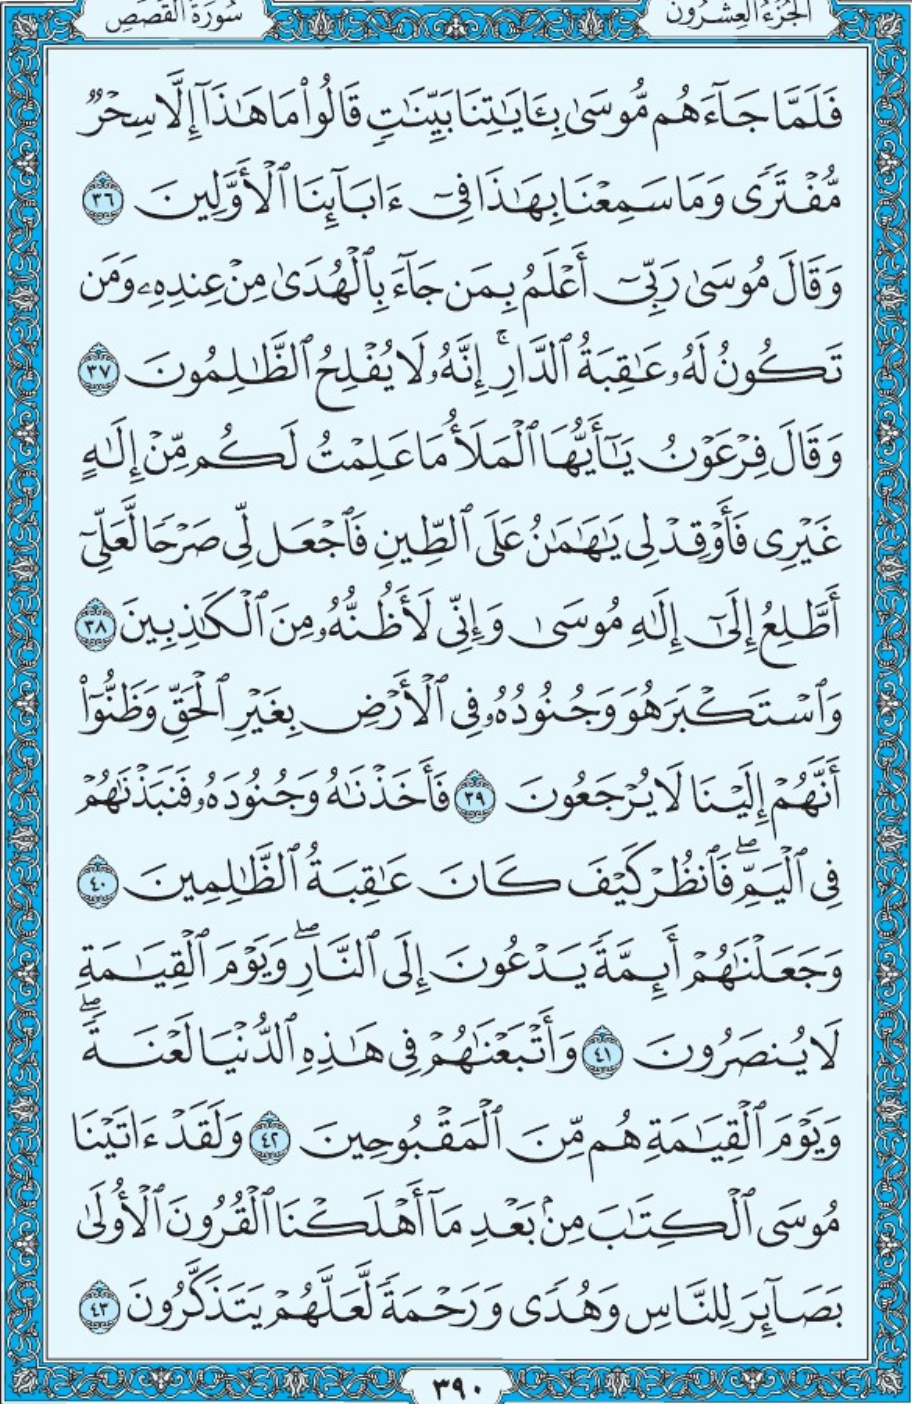 الجُزْءُ العِشْرُونَ
سُورَةُ القَصَصِ
فَلَمَّا جَآءَهُم مُّوسَىٰ بِـَٔايَٰتِنَا بَيِّنَٰتٖ قَالُواْ مَا هَٰذَآ إِلَّا سِحۡرٞ
مُّفۡتَرٗى وَمَا سَمِعۡنَا بِهَٰذَا فِيٓ ءَابَآئِنَا ٱلۡأَوَّلِينَ ٣٦
وَقَالَ مُوسَىٰ رَبِّيٓ أَعۡلَمُ بِمَن جَآءَ بِٱلۡهُدَىٰ مِنۡ عِندِهِۦ وَمَن
تَكُونُ لَهُۥ عَٰقِبَةُ ٱلدَّارِۚ إِنَّهُۥ لَا يُفۡلِحُ ٱلظَّٰلِمُونَ ٣٧
وَقَالَ فِرۡعَوۡنُ يَٰٓأَيُّهَا ٱلۡمَلَأُ مَا عَلِمۡتُ لَكُم مِّنۡ إِلَٰهٍ
غَيۡرِي فَأَوۡقِدۡ لِي يَٰهَٰمَٰنُ عَلَى ٱلطِّينِ فَٱجۡعَل لِّي صَرۡحٗا لَّعَلِّيٓ
أَطَّلِعُ إِلَىٰٓ إِلَٰهِ مُوسَىٰ وَإِنِّي لَأَظُنُّهُۥ مِنَ ٱلۡكَٰذِبِينَ ٣٨
وَٱسۡتَكۡبَرَ هُوَ وَجُنُودُهُۥ فِي ٱلۡأَرۡضِ بِغَيۡرِ ٱلۡحَقِّ وَظَنُّوٓاْ
أَنَّهُمۡ إِلَيۡنَا لَا يُرۡجَعُونَ ٣٩ فَأَخَذۡنَٰهُ وَجُنُودَهُۥ فَنَبَذۡنَٰهُمۡ
فِي ٱلۡيَمِّۖ فَٱنظُرۡ كَيۡفَ كَانَ عَٰقِبَةُ ٱلظَّٰلِمِينَ ٤٠
وَجَعَلۡنَٰهُمۡ أَئِمَّةٗ يَدۡعُونَ إِلَى ٱلنَّارِۖ وَيَوۡمَ ٱلۡقِيَٰمَةِ
لَا يُنصَرُونَ ٤١ وَأَتۡبَعۡنَٰهُمۡ فِي هَٰذِهِ ٱلدُّنۡيَا لَعۡنَةٗۖ
وَيَوۡمَ ٱلۡقِيَٰمَةِ هُم مِّنَ ٱلۡمَقۡبُوحِينَ ٤٢ وَلَقَدۡ ءَاتَيۡنَا
مُوسَى ٱلۡكِتَٰبَ مِنۢ بَعۡدِ مَآ أَهۡلَكۡنَا ٱلۡقُرُونَ ٱلۡأُولَىٰ
بَصَآئِرَ لِلنَّاسِ وَهُدٗى وَرَحۡمَةٗ لَّعَلَّهُمۡ يَتَذَكَّرُونَ ٤٣
٣٩٠